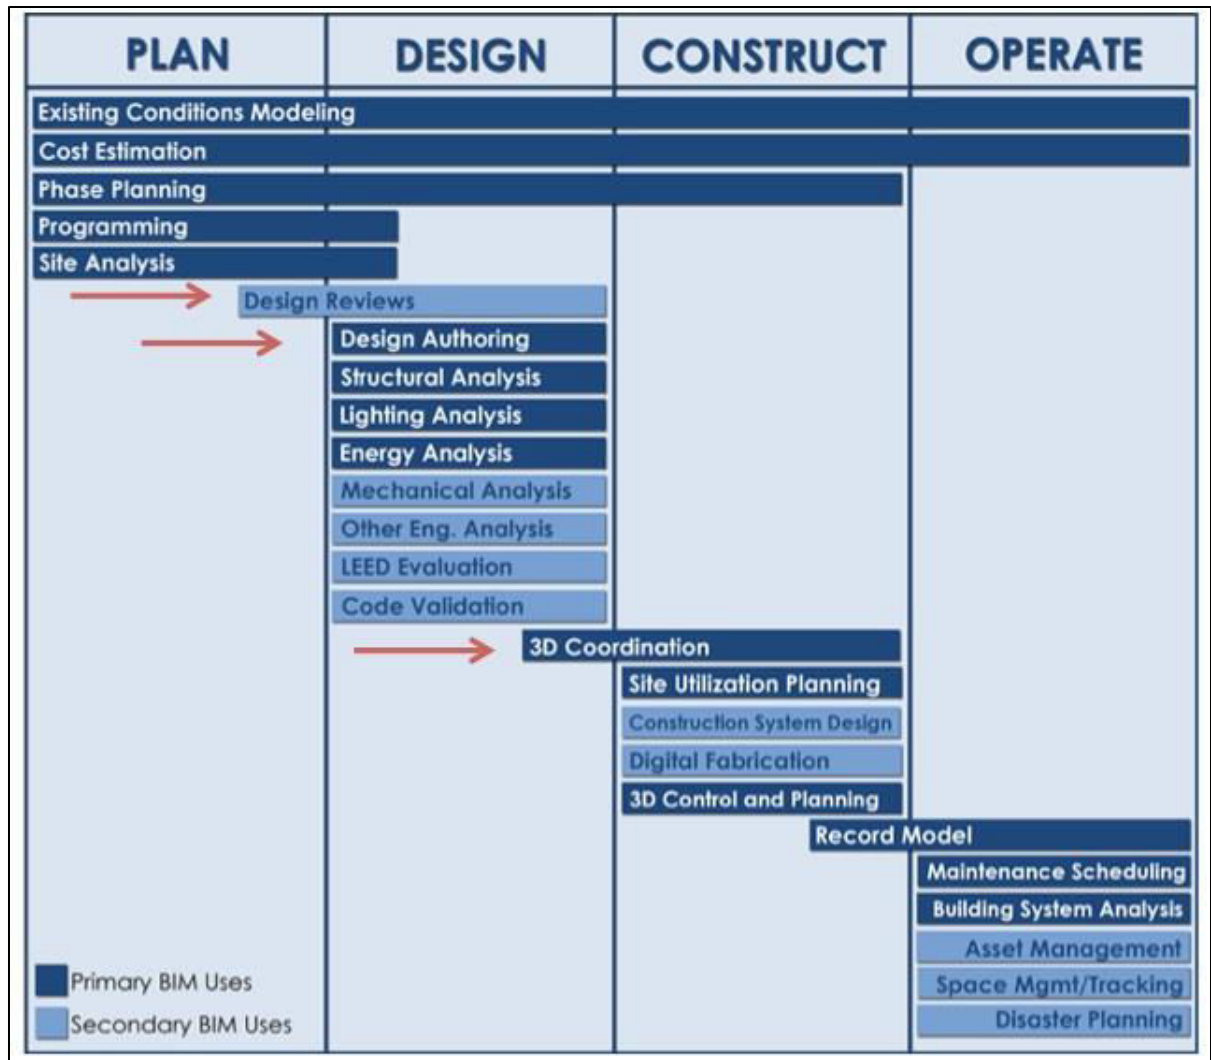 PLAN DESIGN CONSTRUCT OPERATE
Existing Conditions Modeling
Cost Estimation
Phase Planning
Programming
Site Analysis
Design Reviews
Design Authoring
Structural Analysis
Lighting Analysis
Energy Analysis
Mechanical Analysis
Other Eng. Analysis
LEED Evaluation
Code Validation
3D Coordination
Site Utilization Planning
Construction System Design
Digital Fabrication
3D Control and Planning
Record Model
Maintenance Scheduling
Building System Analysis
Asset Management
Space Mgmt/Tracking
Disaster Planning
Primary BIM Uses
Secondary BIM Uses